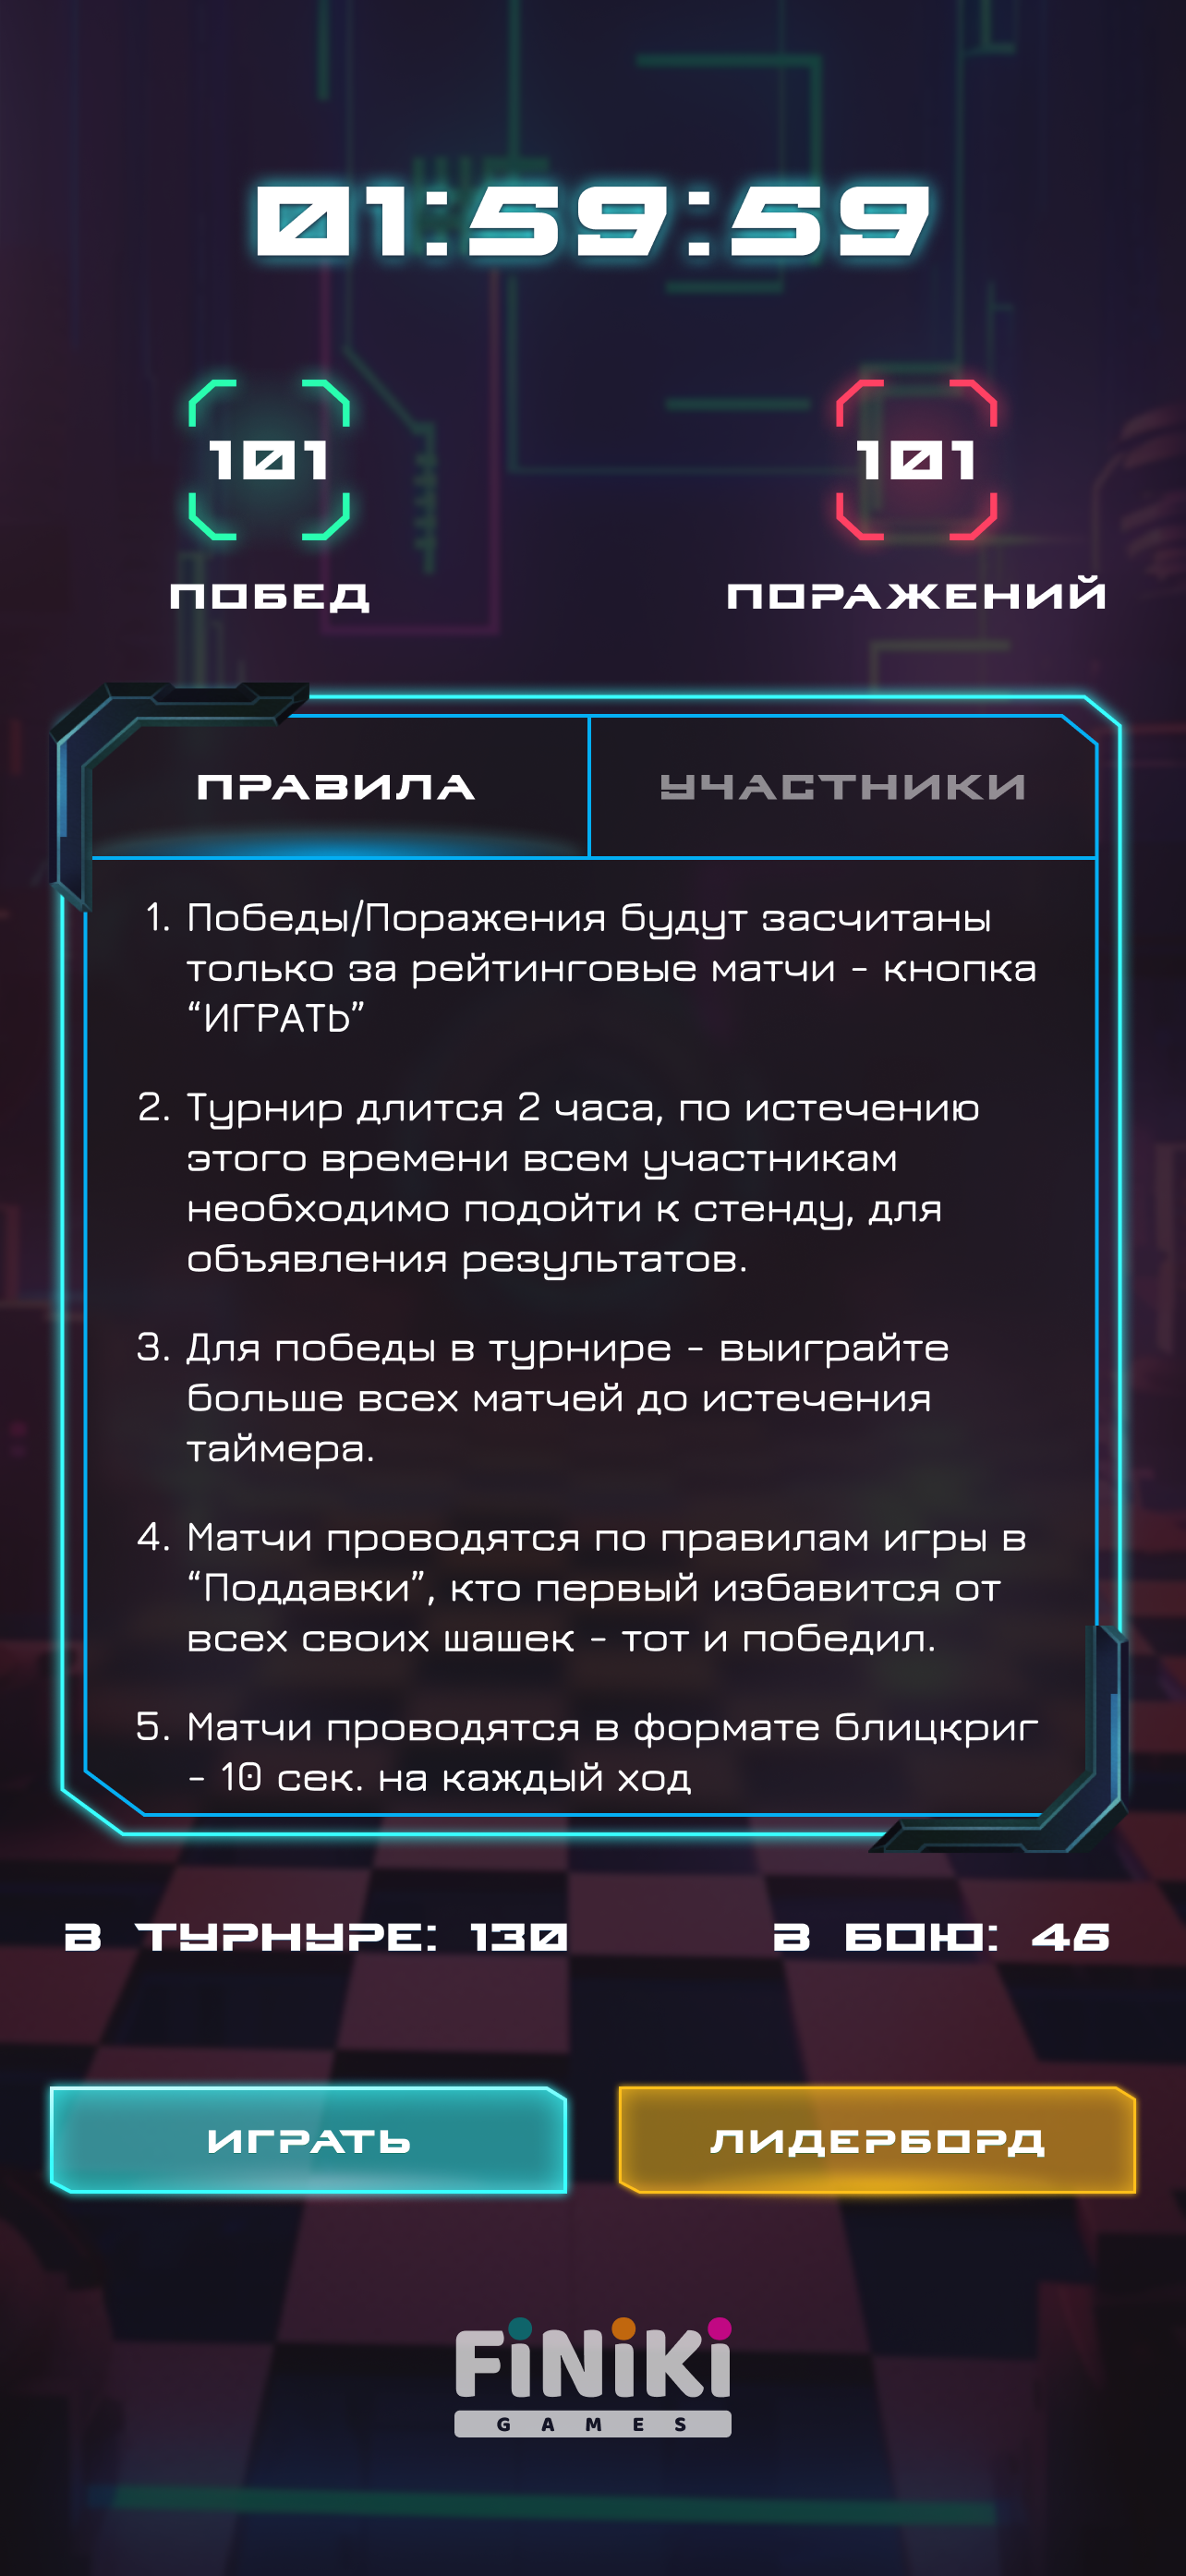 01:59:59
101 101
ПОБЕД ПОРАЖЕНИЙ
ПРАВИЛА УЧАСТНИКИ
1. Победы/Поражения будут засчитаны
только за рейтинговые матчи - кнопка
“ИГРАТЬ”
2. Турнир длится 2 часа, по истечению
этого времени всем участникам
необходимо подойти к стенду, для
объявления результатов.
3. Для победы в турнире - выиграйте
больше всех матчей до истечения
таймера.
4. Матчи проводятся по правилам игры в
“Поддавки”, кто первый избавится от
всех своих шашек - тот и победил.
5. Матчи проводятся в формате блицкриг
- 10 сек. на каждый ход
В ТУРНУРЕ: 130 В БОЮ: 46
ИГРАТЬ ЛИДЕРБОРД
FiNiKi
GAMES